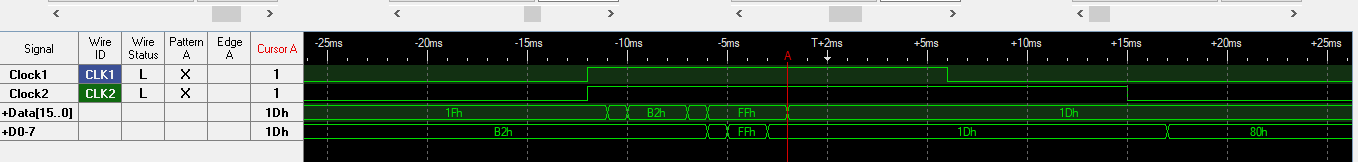 Signal Wire ID Wire Status Pattern A Edge A Cursor A -25ms -20ms -15ms -10ms -5ms T+2ms +5ms +10ms +15ms +20ms +25ms
A
Clock1 CLK1 L X 1
Clock2 CLK2 L X 1
+Data[15..0] 1Dh 1Fh B2h FFh 1Dh
+D0-7 1Dh B2h FFh 1Dh 80h